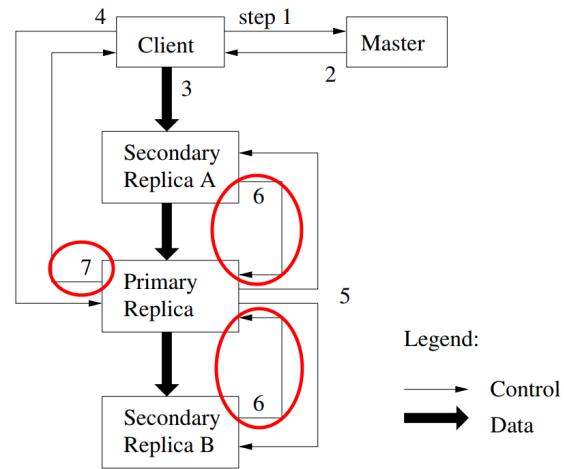 4
step 1
Client
Master
2
3
Secondary
Replica A
6
7
Primary
Replica
5
Legend:
6
Control
Secondary
Replica B
Data